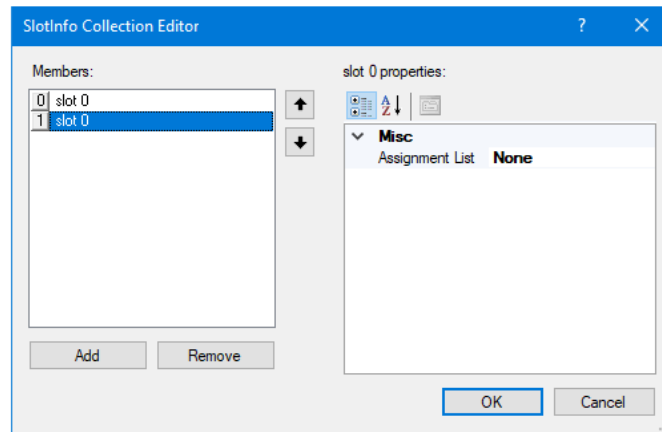 SlotInfo Collection Editor ? ×
Members:
0 slot 0
1 slot 0
Add Remove
slot 0 properties:
A Z
Misc
Assignment List None
OK Cancel